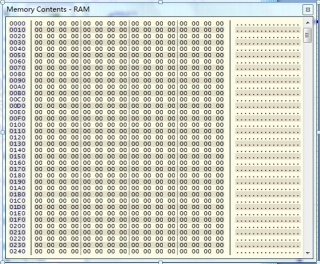 Memory Contents - RAM
0000 00 00 00 00 00 00 00 00 00 00 00 00 00 00 00 00 ................
0010 00 00 00 00 00 00 00 00 00 00 00 00 00 00 00 00 ................
0020 00 00 00 00 00 00 00 00 00 00 00 00 00 00 00 00 ................
0030 00 00 00 00 00 00 00 00 00 00 00 00 00 00 00 00 ................
0040 00 00 00 00 00 00 00 00 00 00 00 00 00 00 00 00 ................
0050 00 00 00 00 00 00 00 00 00 00 00 00 00 00 00 00 ................
0060 00 00 00 00 00 00 00 00 00 00 00 00 00 00 00 00 ................
0070 00 00 00 00 00 00 00 00 00 00 00 00 00 00 00 00 ................
0080 00 00 00 00 00 00 00 00 00 00 00 00 00 00 00 00 ................
0090 00 00 00 00 00 00 00 00 00 00 00 00 00 00 00 00 ................
00A0 00 00 00 00 00 00 00 00 00 00 00 00 00 00 00 00 ................
00B0 00 00 00 00 00 00 00 00 00 00 00 00 00 00 00 00 ................
00C0 00 00 00 00 00 00 00 00 00 00 00 00 00 00 00 00 ................
00D0 00 00 00 00 00 00 00 00 00 00 00 00 00 00 00 00 ................
00E0 00 00 00 00 00 00 00 00 00 00 00 00 00 00 00 00 ................
00F0 00 00 00 00 00 00 00 00 00 00 00 00 00 00 00 00 ................
0100 00 00 00 00 00 00 00 00 00 00 00 00 00 00 00 00 ................
0110 00 00 00 00 00 00 00 00 00 00 00 00 00 00 00 00 ................
0120 00 00 00 00 00 00 00 00 00 00 00 00 00 00 00 00 ................
0130 00 00 00 00 00 00 00 00 00 00 00 00 00 00 00 00 ................
0140 00 00 00 00 00 00 00 00 00 00 00 00 00 00 00 00 ................
0150 00 00 00 00 00 00 00 00 00 00 00 00 00 00 00 00 ................
0160 00 00 00 00 00 00 00 00 00 00 00 00 00 00 00 00 ................
0170 00 00 00 00 00 00 00 00 00 00 00 00 00 00 00 00 ................
0180 00 00 00 00 00 00 00 00 00 00 00 00 00 00 00 00 ................
0190 00 00 00 00 00 00 00 00 00 00 00 00 00 00 00 00 ................
01A0 00 00 00 00 00 00 00 00 00 00 00 00 00 00 00 00 ................
01B0 00 00 00 00 00 00 00 00 00 00 00 00 00 00 00 00 ................
01C0 00 00 00 00 00 00 00 00 00 00 00 00 00 00 00 00 ................
01D0 00 00 00 00 00 00 00 00 00 00 00 00 00 00 00 00 ................
01E0 00 00 00 00 00 00 00 00 00 00 00 00 00 00 00 00 ................
01F0 00 00 00 00 00 00 00 00 00 00 00 00 00 00 00 00 ................
0200 00 00 00 00 00 00 00 00 00 00 00 00 00 00 00 00 ................
0210 00 00 00 00 00 00 00 00 00 00 00 00 00 00 00 00 ................
0220 00 00 00 00 00 00 00 00 00 00 00 00 00 00 00 00 ................
0230 00 00 00 00 00 00 00 00 00 00 00 00 00 00 00 00 ................
0240 00 00 00 00 00 00 00 00 00 00 00 00 00 00 00 00 ................